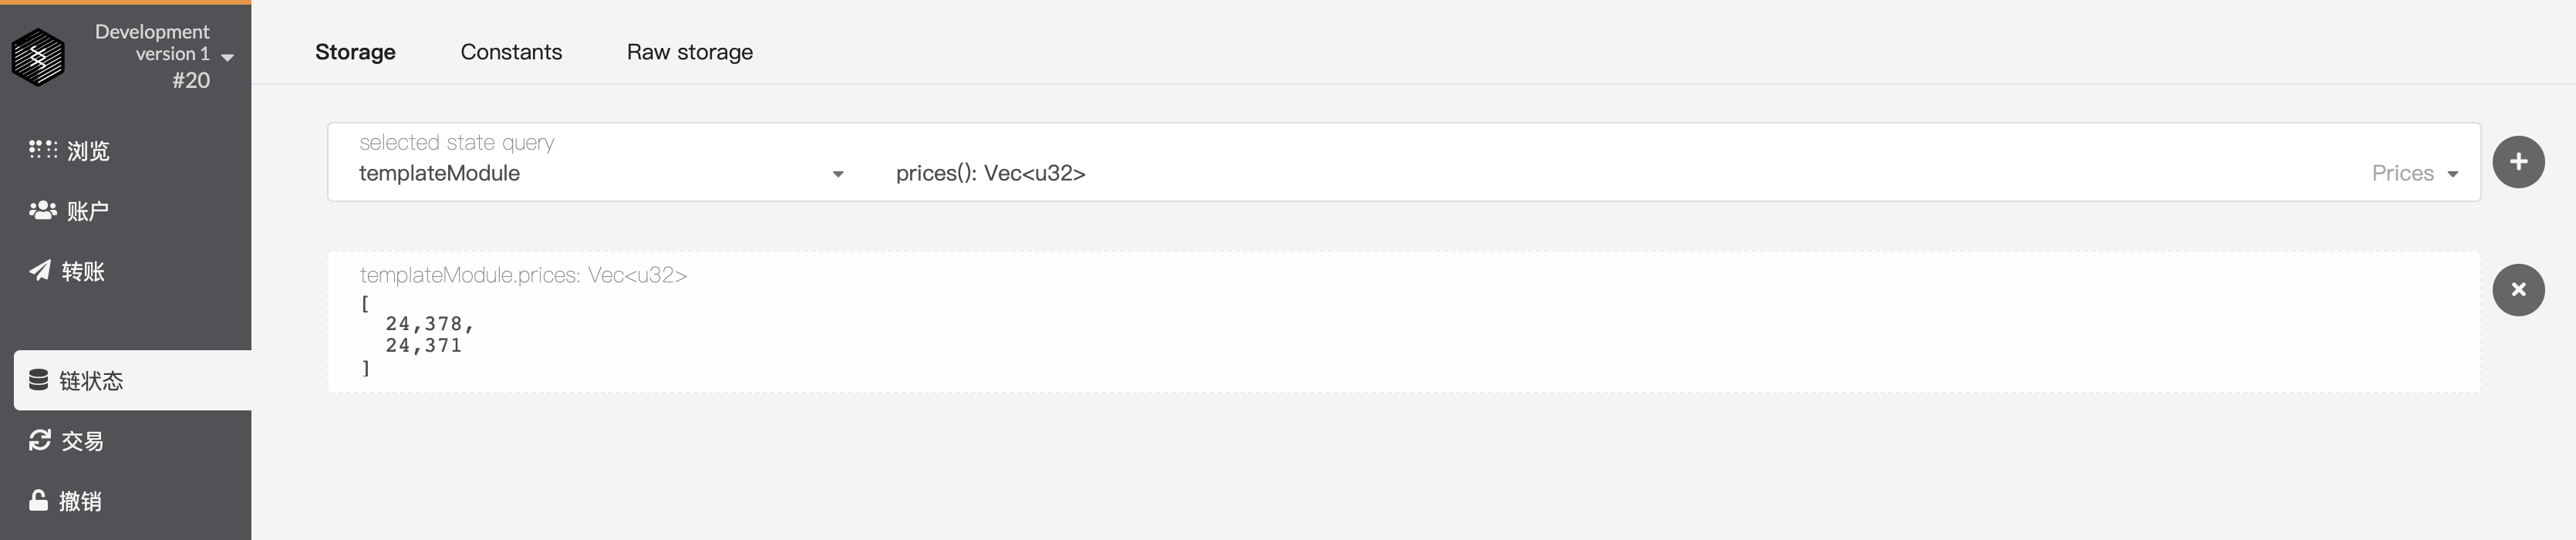 Development
version 1
#20
浏览
账户
转账
链状态
交易
撤销
Storage
Constants
Raw storage
selected state query
templateModule
prices(): Vec<u32>
Prices
templateModule.prices: Vec<u32>
[
24,378,
24,371
]